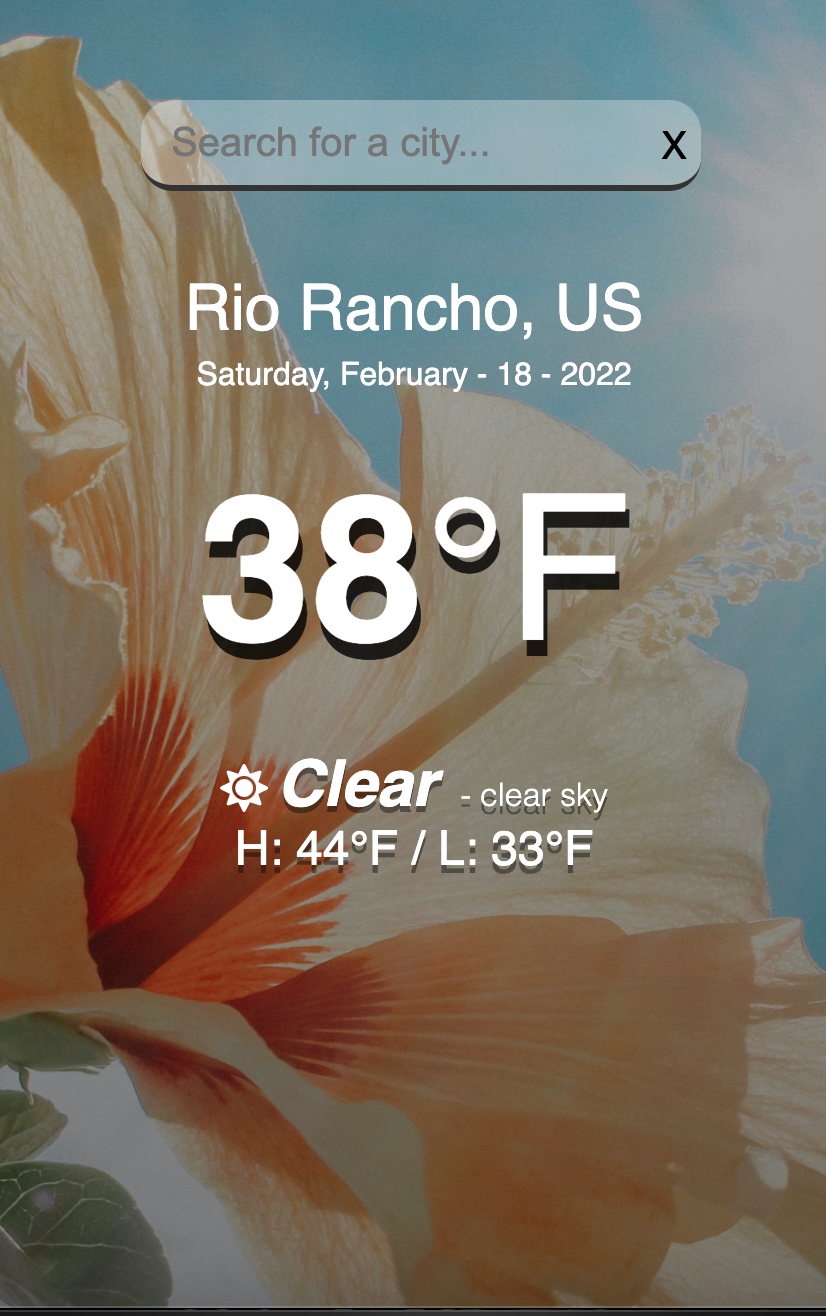 Search for a city... X
Rio Rancho, US
Saturday, February - 18 - 2022
38°F
Clear - clear sky
H: 44°F / L: 33°F